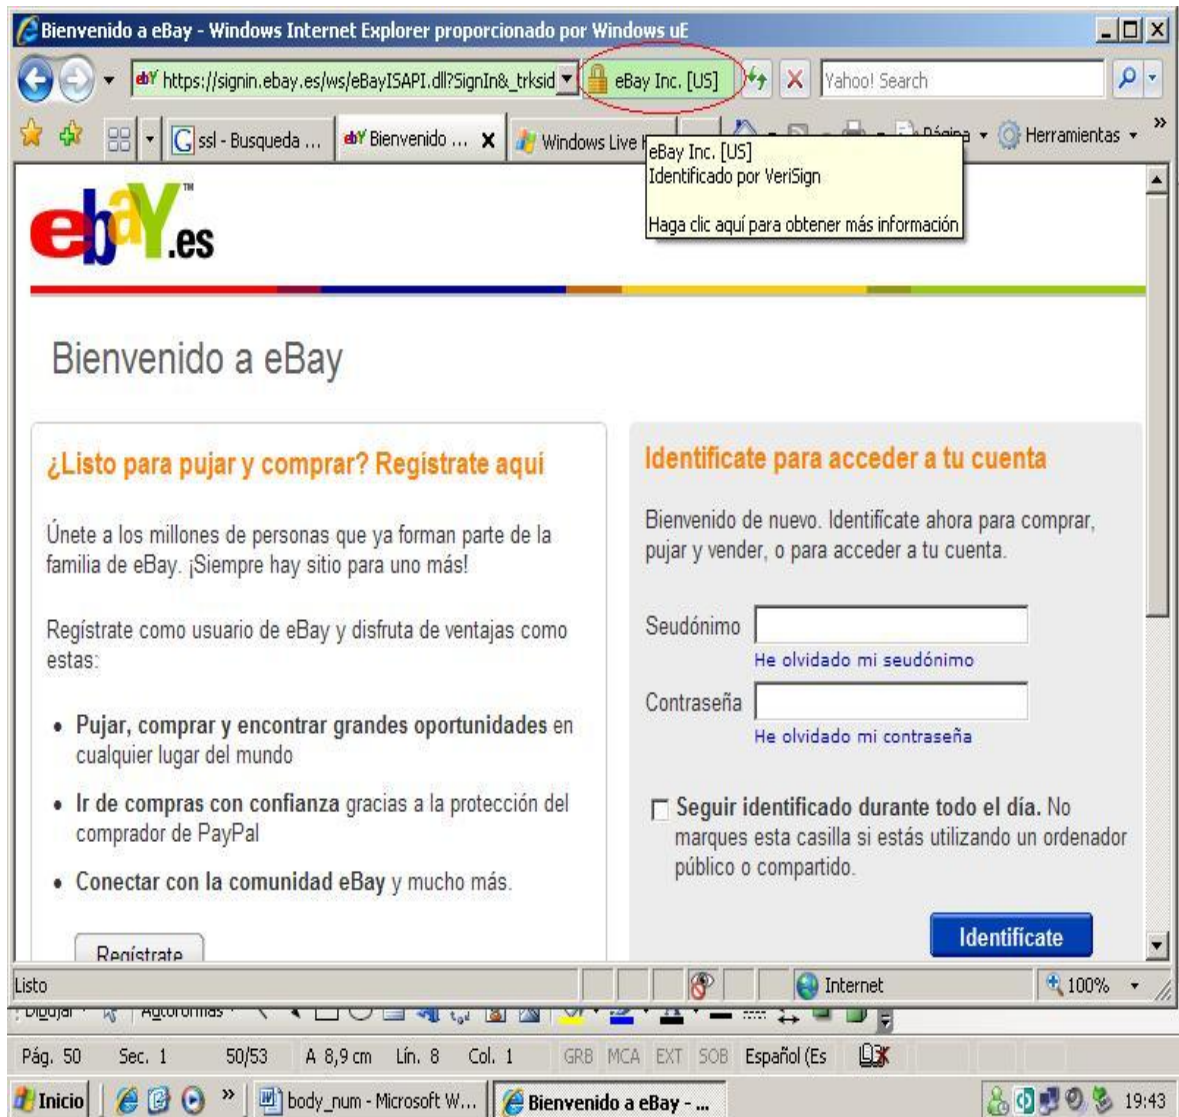 Bienvenido a eBay - Windows Internet Explorer proporcionado por Windows uE
https://signin.ebay.es/ws/eBayISAPI.dll?SignIn&_trksid
eBay Inc. [US]
Yahoo! Search
ssl - Busqueda ...
Bienvenido ...
Windows Live
Página
Herramientas
eBay Inc. [US]
Identificado por VeriSign
Haga clic aquí para obtener más información
ebaY.es
TM
Bienvenido a eBay
¿Listo para pujar y comprar? Regístrate aquí
Únete a los millones de personas que ya forman parte de la
familia de eBay. ¡Siempre hay sitio para uno más!
Regístrate como usuario de eBay y disfruta de ventajas como
estas:
• Pujar, comprar y encontrar grandes oportunidades en
cualquier lugar del mundo
• Ir de compras con confianza gracias a la protección del
comprador de PayPal
• Conectar con la comunidad eBay y mucho más.
Regístrate
Identifícate para acceder a tu cuenta
Bienvenido de nuevo. Identifícate ahora para comprar,
pujar y vender, o para acceder a tu cuenta.
Seudónimo
He olvidado mi seudónimo
Contraseña
He olvidado mi contraseña
Seguir identificado durante todo el día. No
marques esta casilla si estás utilizando un ordenador
público o compartido.
Identifícate
Listo
Internet
100%
Dibujar
Autoformas
Pág. 50 Sec. 1 50/53 A 8,9 cm Lín. 8 Col. 1 GRB MCA EXT SOB Español (Es
Inicio
body_num - Microsoft W...
Bienvenido a eBay - ...
19:43